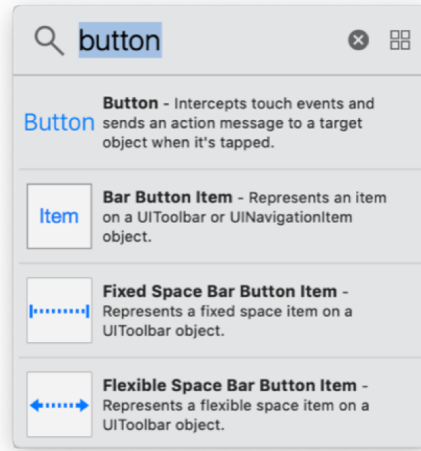 button
Button
Button - Intercepts touch events and
sends an action message to a target
object when it's tapped.
Item
Bar Button Item - Represents an item
on a UIToolbar or UINavigationItem
object.
Fixed Space Bar Button Item -
Represents a fixed space item on a
UIToolbar object.
Flexible Space Bar Button Item -
Represents a flexible space item on a
UIToolbar object.